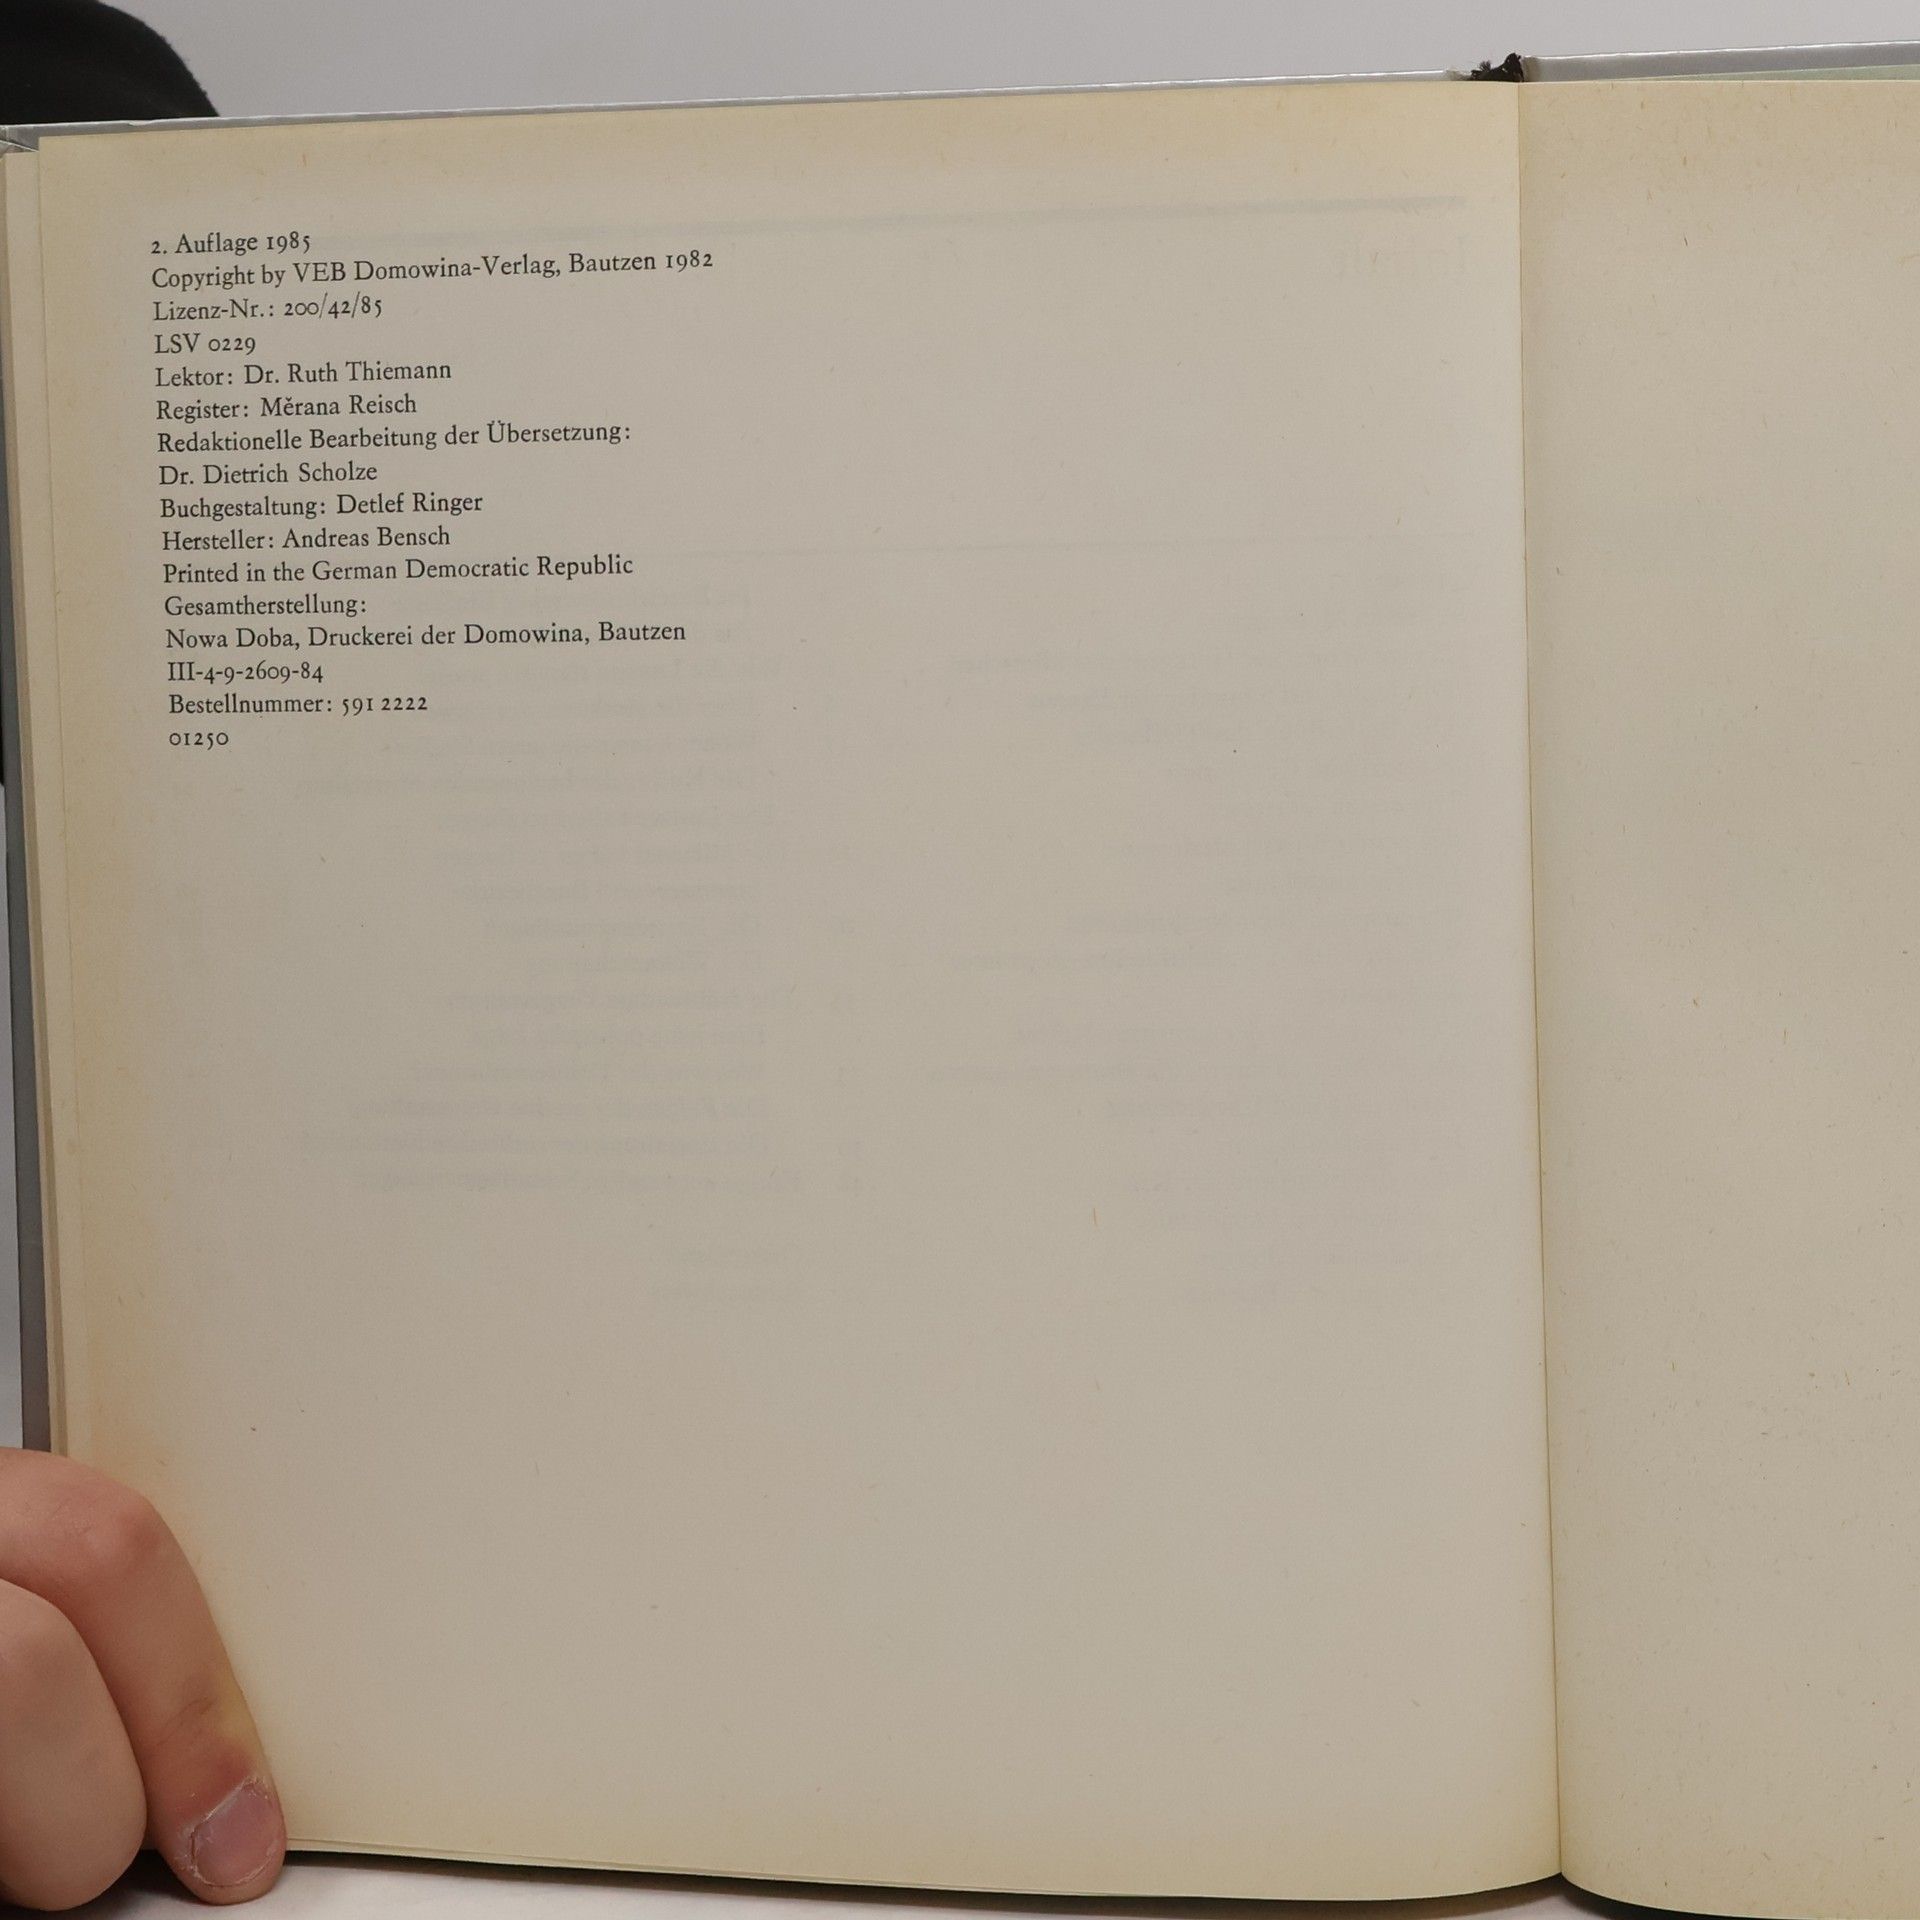 2. Auflage 1985
Copyright by VEB Domowina-Verlag, Bautzen 1982
Lizenz-Nr.: 200/42/85
LSV 0229
Lektor: Dr. Ruth Thiemann
Register: Měrana Reisch
Redaktionelle Bearbeitung der Übersetzung:
Dr. Dietrich Scholze
Buchgestaltung: Detlef Ringer
Hersteller: Andreas Bensch
Printed in the German Democratic Republic
Gesamtherstellung:
Nowa Doba, Druckerei der Domowina, Bautzen
III-4-9-2609-84
Bestellnummer: 591 2222
01250